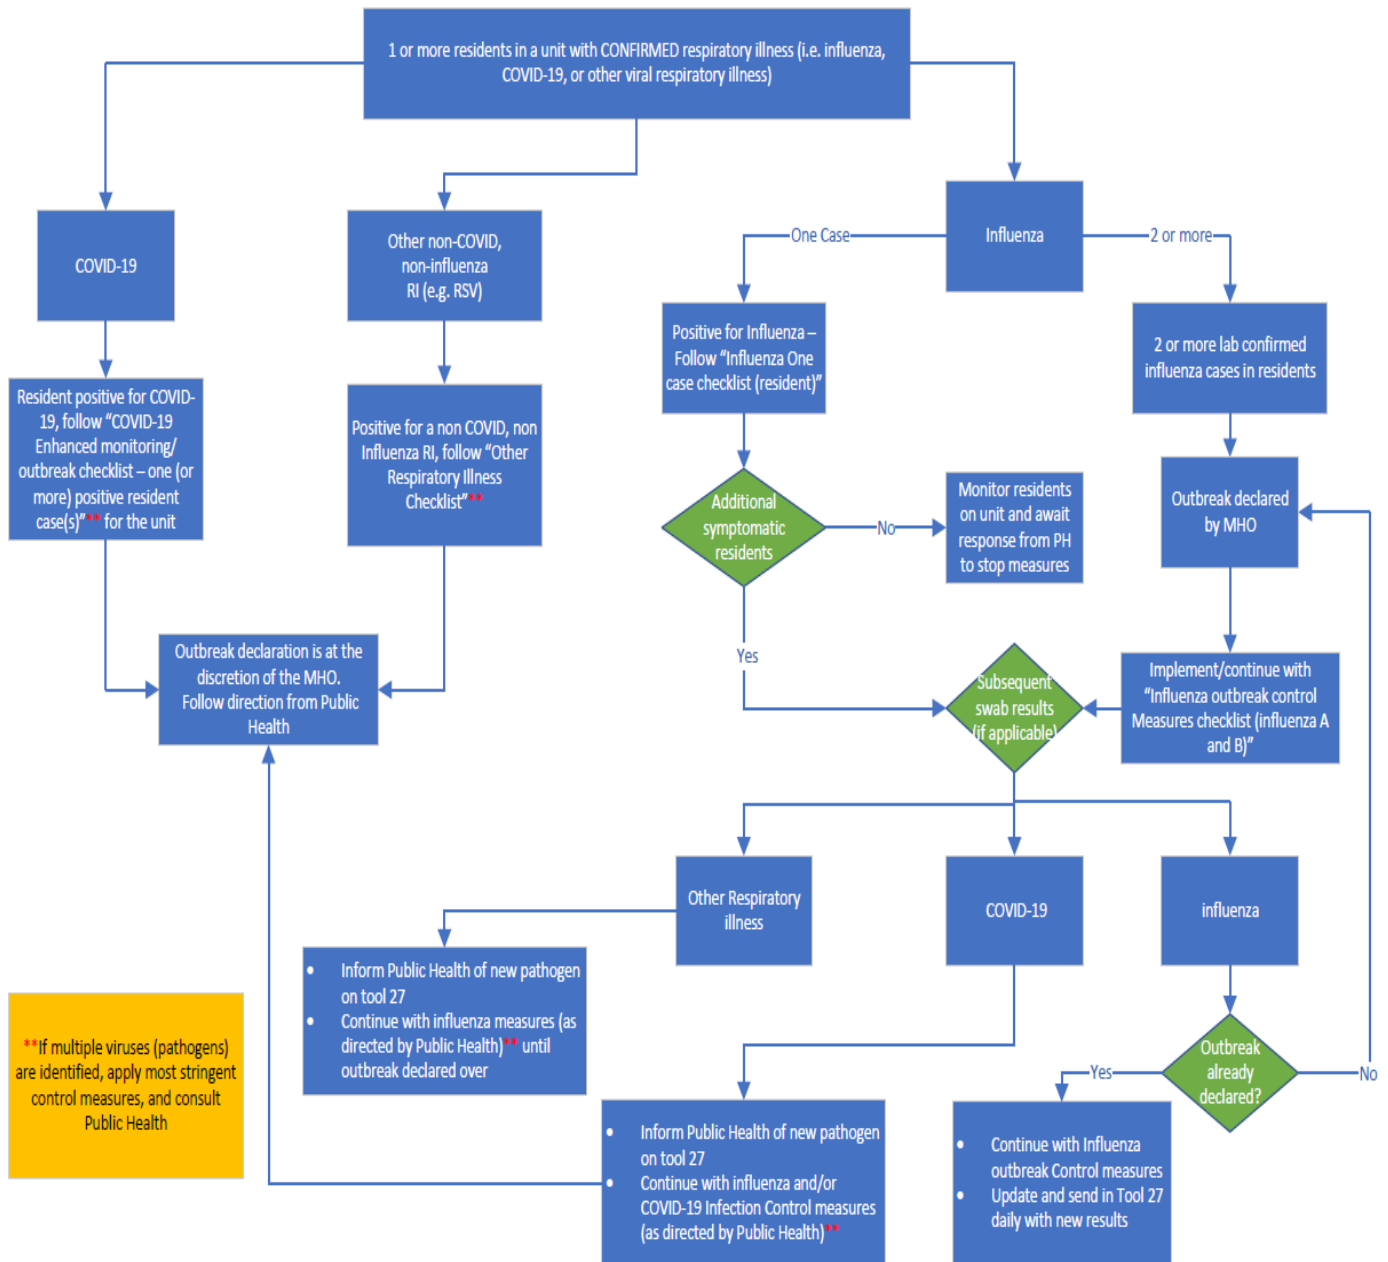 1 or more residents in a unit with CONFIRMED respiratory illness (i.e. influenza,
COVID-19, or other viral respiratory illness)
COVID-19
Other non-COVID,
non-influenza
RI (e.g. RSV)
One Case
Influenza
2 or more
Resident positive for COVID-
19, follow “COVID-19
Enhanced monitoring/
outbreak checklist – one (or
more) positive resident
case(s)”** for the unit
Positive for a non COVID, non
Influenza RI, follow “Other
Respiratory Illness
Checklist”**
Positive for Influenza –
Follow “Influenza One
case checklist (resident)”
2 or more lab confirmed
influenza cases in residents
Additional
symptomatic
residents
No
Monitor residents
on unit and await
response from PH
to stop measures
Outbreak declared
by MHO
Yes
Outbreak declaration is at the
discretion of the MHO.
Follow direction from Public
Health
Subsequent
swab results
(if applicable)
Implement/continue with
“Influenza outbreak control
Measures checklist (influenza A
and B)”
Other Respiratory
illness
COVID-19
influenza
• Inform Public Health of new pathogen
on tool 27
• Continue with influenza measures (as
directed by Public Health)** until
outbreak declared over
**If multiple viruses (pathogens)
are identified, apply most stringent
control measures, and consult
Public Health
Outbreak
already
declared?
Yes
No
• Inform Public Health of new pathogen
on tool 27
• Continue with influenza and/or
COVID-19 Infection Control measures
(as directed by Public Health)**
• Continue with Influenza
outbreak Control measures
• Update and send in Tool 27
daily with new results